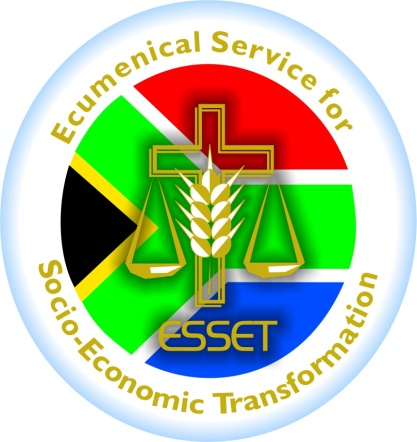 Ecumenical Service for
ESSET
Socio-Economic Transformation